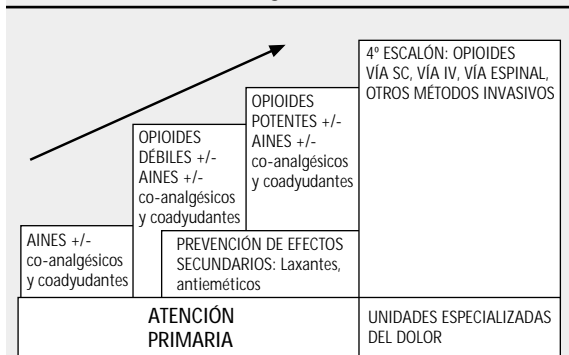 4º ESCALÓN: OPIOIDES
VÍA SC, VÍA IV, VÍA ESPINAL,
OTROS MÉTODOS INVASIVOS
OPIOIDES
POTENTES +/-
AINES +/-
co-analgésicos
y coadyudantes
OPIOIDES
DÉBILES +/-
AINES +/-
co-analgésicos
y coadyudantes
AINES +/-
co-analgésicos
y coadyudantes
PREVENCIÓN DE EFECTOS
SECUNDARIOS: Laxantes,
antieméticos
ATENCIÓN
PRIMARIA
UNIDADES ESPECIALIZADAS
DEL DOLOR